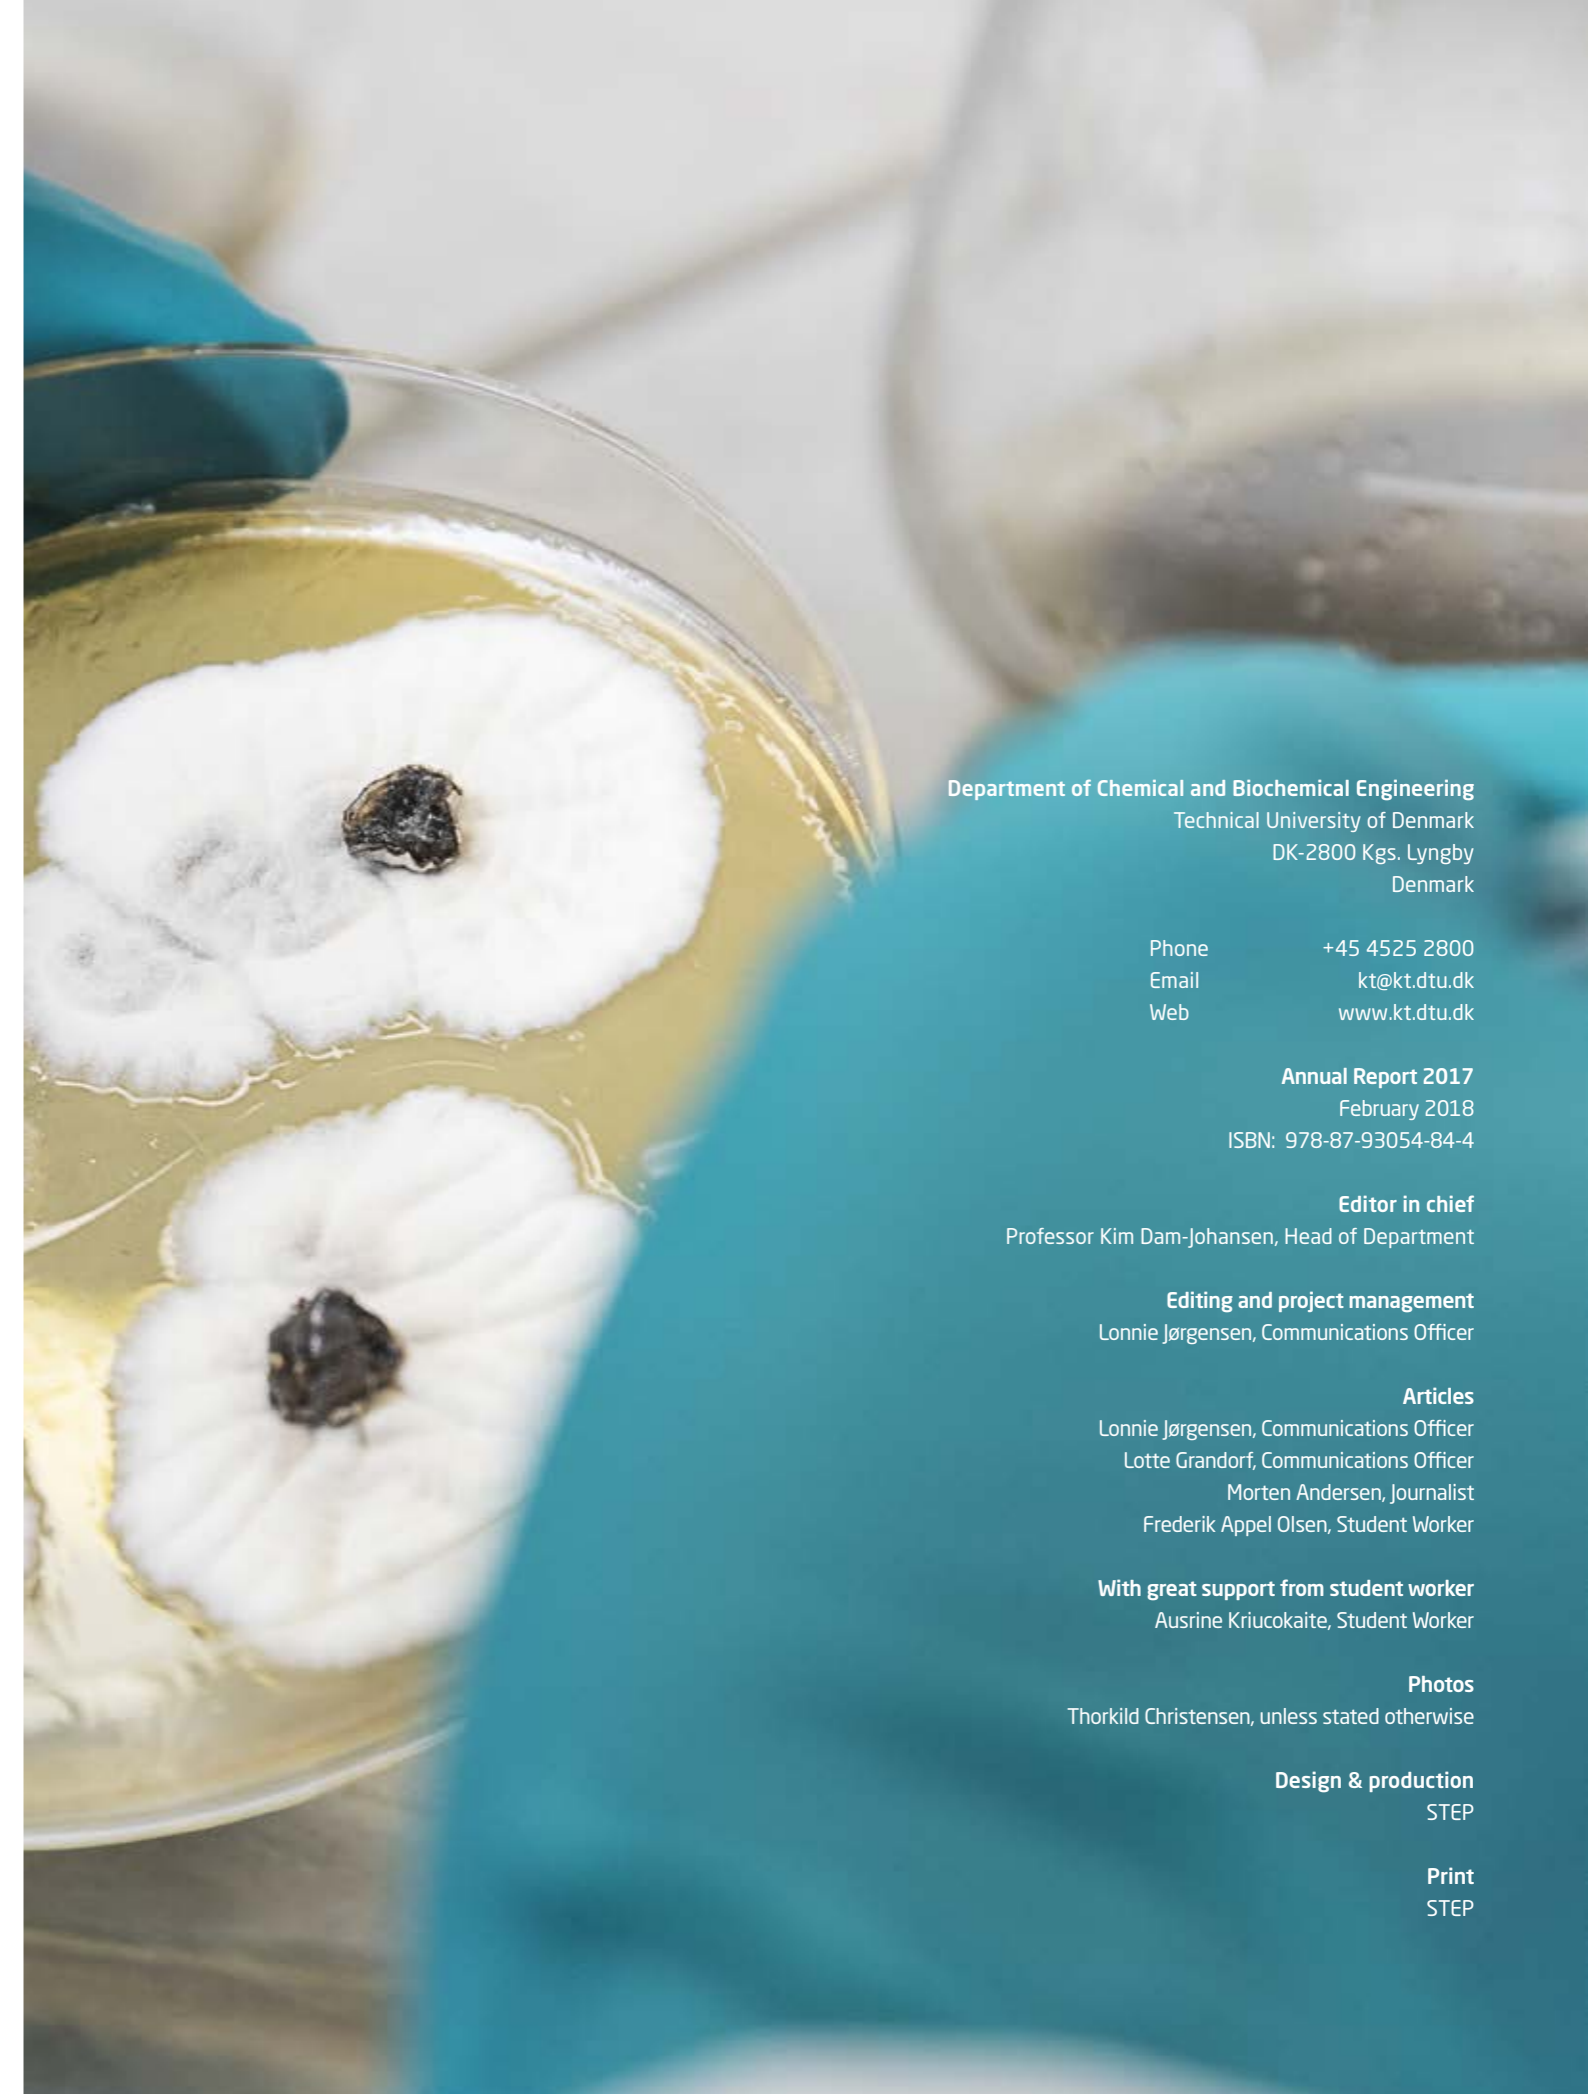 Department of Chemical and Biochemical Engineering
Technical University of Denmark
DK-2800 Kgs. Lyngby
Denmark
Phone +45 4525 2800
Email kt@kt.dtu.dk
Web www.kt.dtu.dk
Annual Report 2017
February 2018
ISBN: 978-87-93054-84-4
Editor in chief
Professor Kim Dam-Johansen, Head of Department
Editing and project management
Lonnie Jørgensen, Communications Officer
Articles
Lonnie Jørgensen, Communications Officer
Lotte Grandorf, Communications Officer
Morten Andersen, Journalist
Frederik Appel Olsen, Student Worker
With great support from student worker
Ausrine Kriucokaite, Student Worker
Photos
Thorkild Christensen, unless stated otherwise
Design & production
STEP
Print
STEP